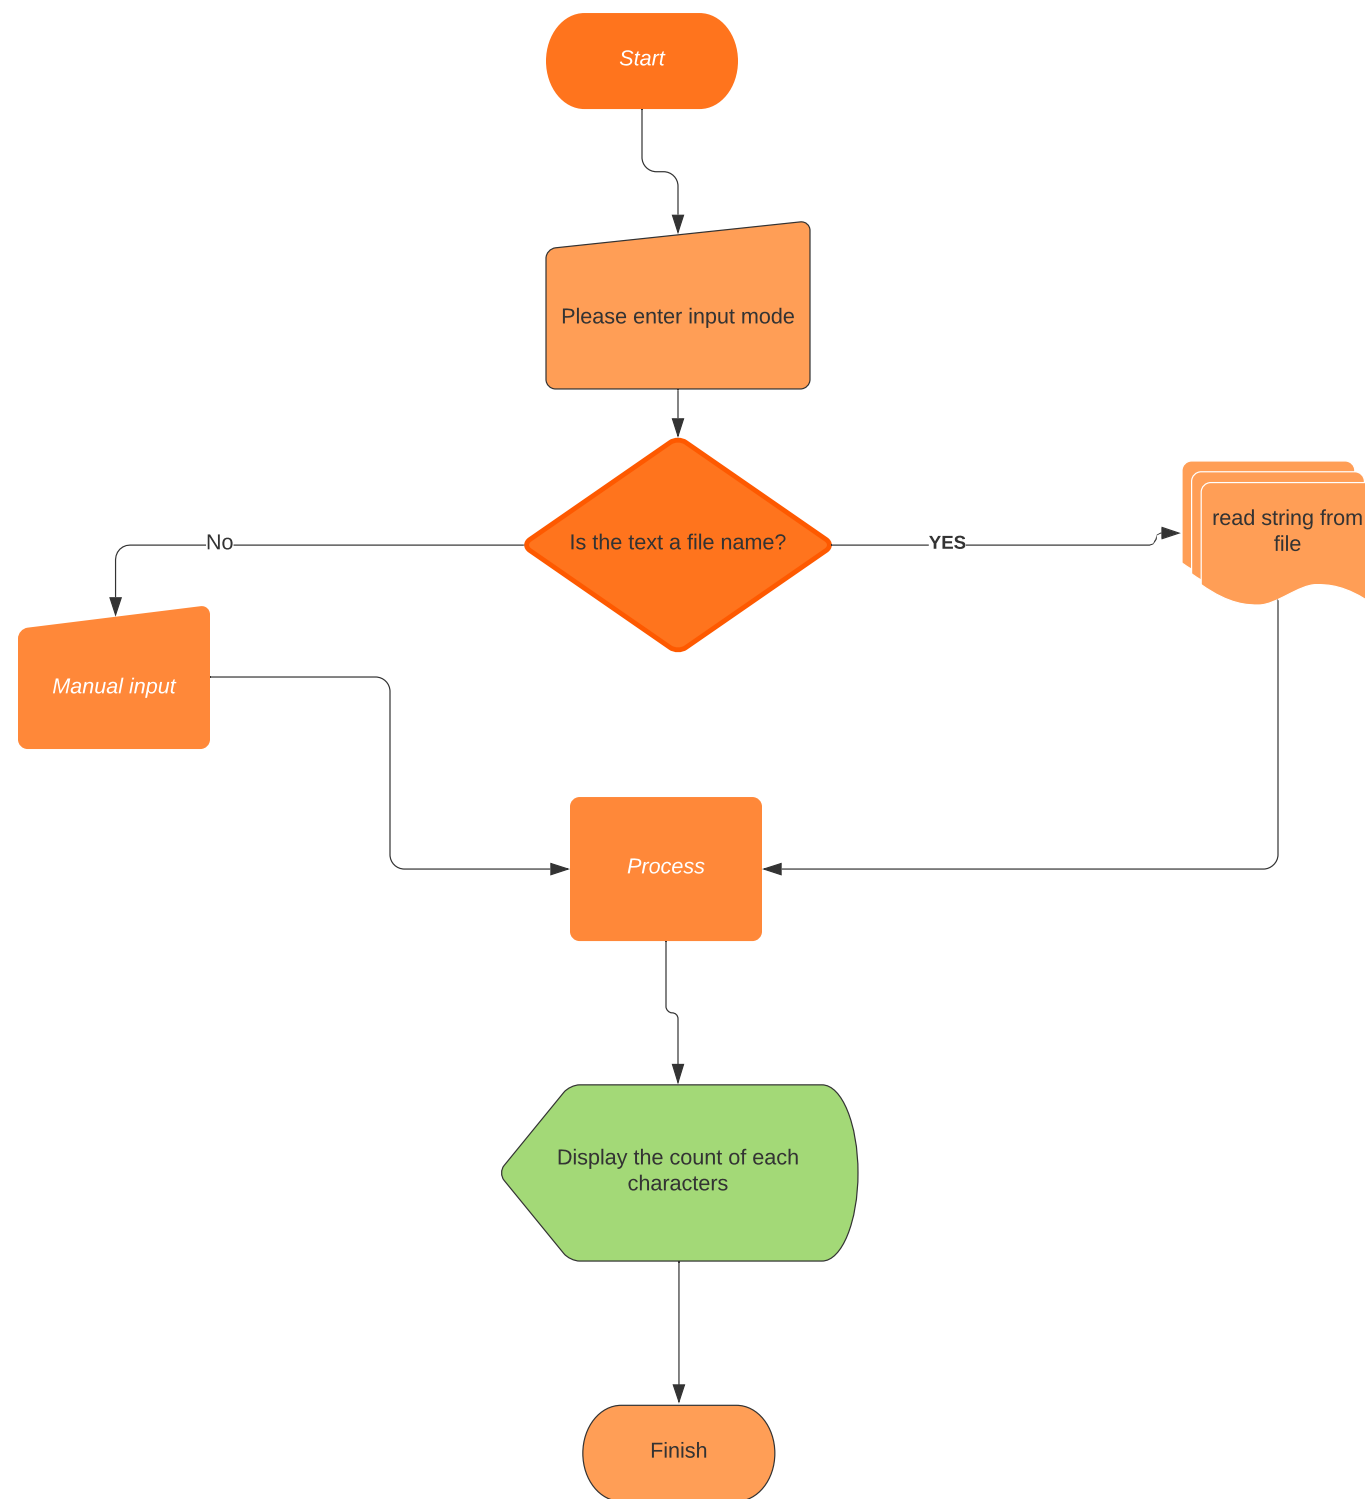 Start
Please enter input mode
Is the text a file name?
No
YES
read string from
file
Manual input
Process
Display the count of each
characters
Finish